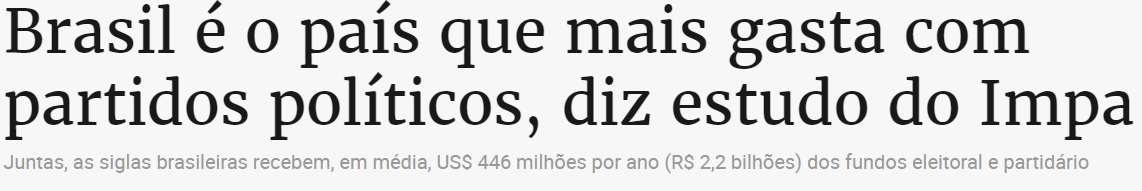 Brasil é o país que mais gasta com
partidos políticos, diz estudo do Impa
Juntas, as siglas brasileiras recebem, em média, US$ 446 milhões por ano (R$ 2,2 bilhões) dos fundos eleitoral e partidário